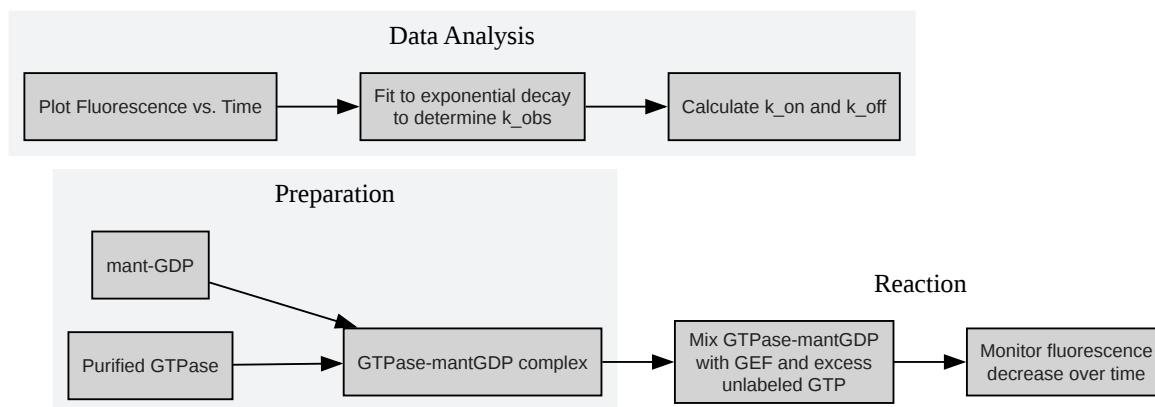 Data Analysis
Plot Fluorescence vs. Time
Fit to exponential decay
to determine k_obs
Calculate k_on and k_off
Preparation
mant-GDP
Purified GTPase
GTPase-mantGDP complex
Reaction
Mix GTPase-mantGDP
with GEF and excess
unlabeled GTP
Monitor fluorescence
decrease over time